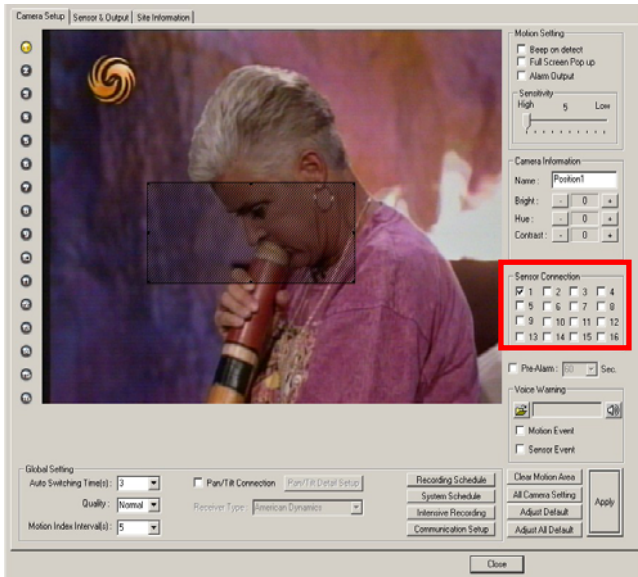 Camera Setup Sensor & Output Site Information
Motion Setting
Beep on detect
Full Screen Pop up
Alarm Output
Sensitivity
High 5 Low
Camera Information
Name : Position1
Bright : - 0 +
Hue : - 0 +
Contrast : - 0 +
Sensor Connection
1 2 3 4
5 6 7 8
9 10 11 12
13 14 15 16
Pre-Alarm : 60 Sec.
Voice Warning
Motion Event
Sensor Event
Global Setting
Auto Switching Time(s) : 3
Quality : Normal
Motion Index Interval(s) : 5
Pan/Tilt Connection Pan/Tilt Detail Setup
Receiver Type : American Dynamics
Recording Schedule
System Schedule
Intensive Recording
Communication Setup
Clear Motion Area
All Camera Setting
Adjust Default
Adjust All Default
Apply
Close